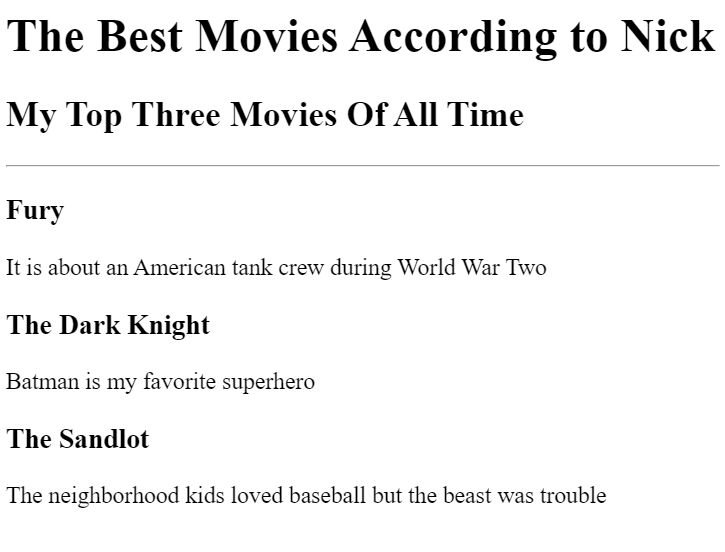 The Best Movies According to Nick
My Top Three Movies Of All Time
Fury
It is about an American tank crew during World War Two
The Dark Knight
Batman is my favorite superhero
The Sandlot
The neighborhood kids loved baseball but the beast was trouble